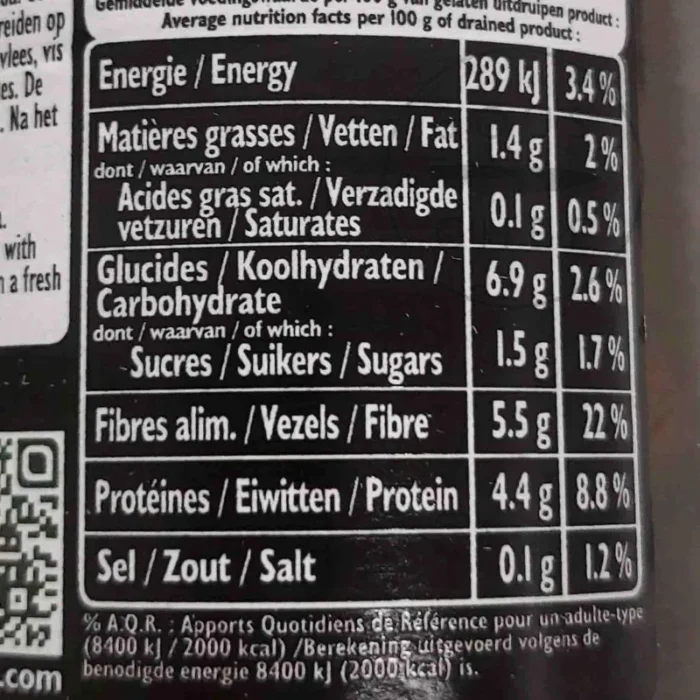 gelaten uitdruipen product :
Average nutrition facts per 100 g of drained product :
reiden op
vlees, vis
es. De
. Na het
with
a fresh
Energie / Energy 289 kJ 3.4 %
Matières grasses / Vetten / Fat 1.4 g 2 %
dont / waarvan / of which :
Acides gras sat. / Verzadigde
vetzuren / Saturates 0.1 g 0.5 %
Glucides / Koolhydraten /
Carbohydrate 6.9 g 2.6 %
dont / waarvan / of which :
Sucres / Suikers / Sugars 1.5 g 1.7 %
Fibres alim. / Vezels / Fibre 5.5 g 22 %
Protéines / Eiwitten / Protein 4.4 g 8.8 %
Sel / Zout / Salt 0.1 g 1.2 %
% A.Q.R. : Apports Quotidiens de Référence pour un adulte-type
(8400 kJ / 2000 kcal) /Berekening uitgevoerd volgens de
benodigde energie 8400 kJ (2000 kcal) is.
.com